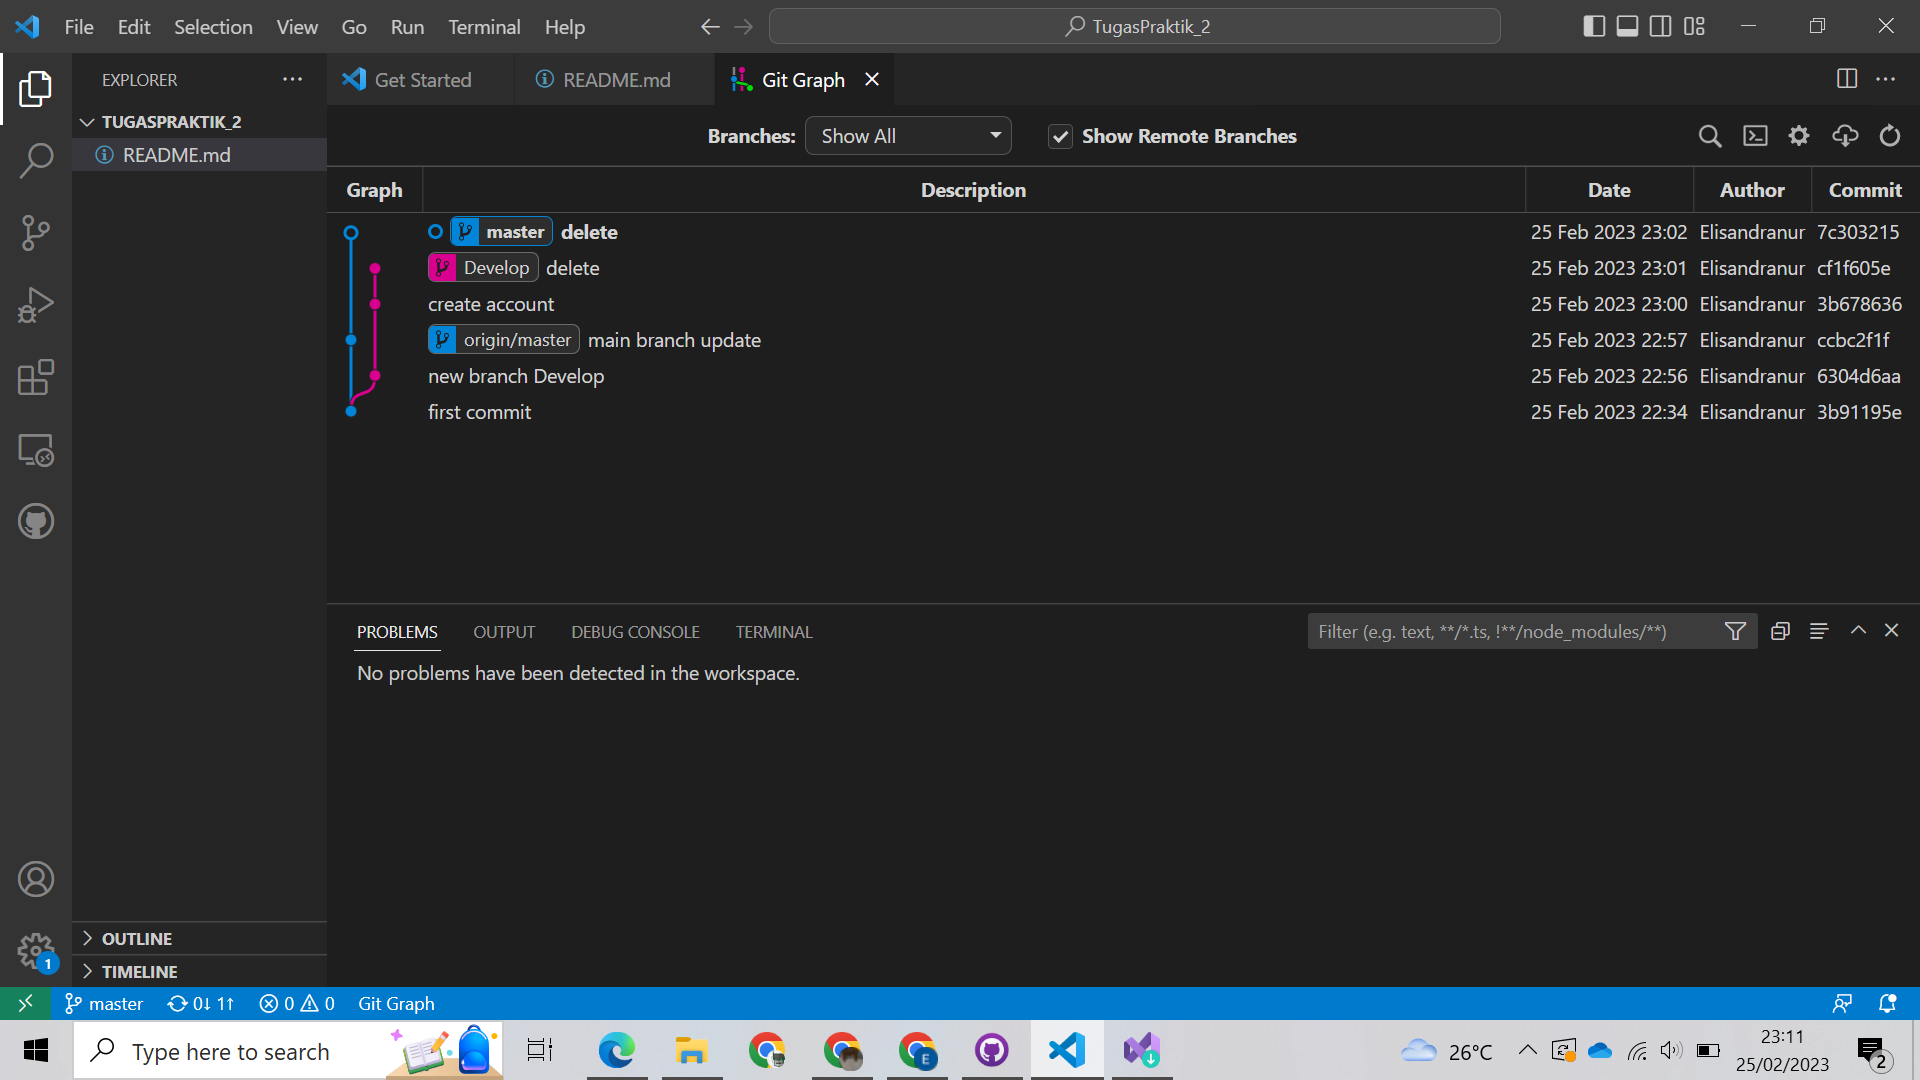 File Edit Selection View Go Run Terminal Help
TugasPraktik_2
EXPLORER
TUGASPRAKTIK_2
README.md
Get Started
README.md
Git Graph
Branches: Show All
Show Remote Branches
Graph Description Date Author Commit
master delete 25 Feb 2023 23:02 Elisandranur 7c303215
Develop delete 25 Feb 2023 23:01 Elisandranur cf1f605e
create account 25 Feb 2023 23:00 Elisandranur 3b678636
origin/master main branch update 25 Feb 2023 22:57 Elisandranur ccbc2f1f
new branch Develop 25 Feb 2023 22:56 Elisandranur 6304d6aa
first commit 25 Feb 2023 22:34 Elisandranur 3b91195e
PROBLEMS OUTPUT DEBUG CONSOLE TERMINAL
Filter (e.g. text, **/*.ts, !**/node_modules/**)
No problems have been detected in the workspace.
OUTLINE
TIMELINE
1
master 0↓ 1↑ 0 0 Git Graph
Type here to search
E
26°C
23:11
25/02/2023
2